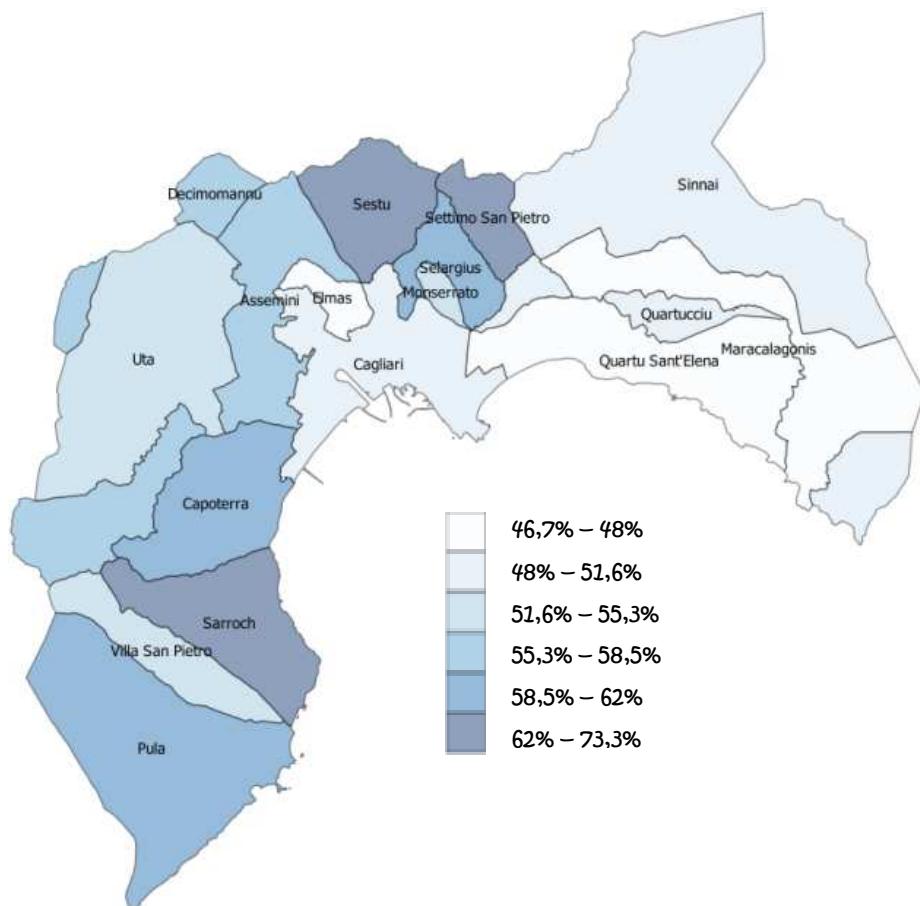 Sinnai
Decimomannu
Sestu
Settimo San Pietro
Selargius
Monserrato
Assemini
Elmas
Quartucciu
Maracalagonis
Uta
Cagliari
Quartu Sant'Elena
Capoterra
Sarroch
Villa San Pietro
Pula
46,7% – 48%
48% – 51,6%
51,6% – 55,3%
55,3% – 58,5%
58,5% – 62%
62% – 73,3%